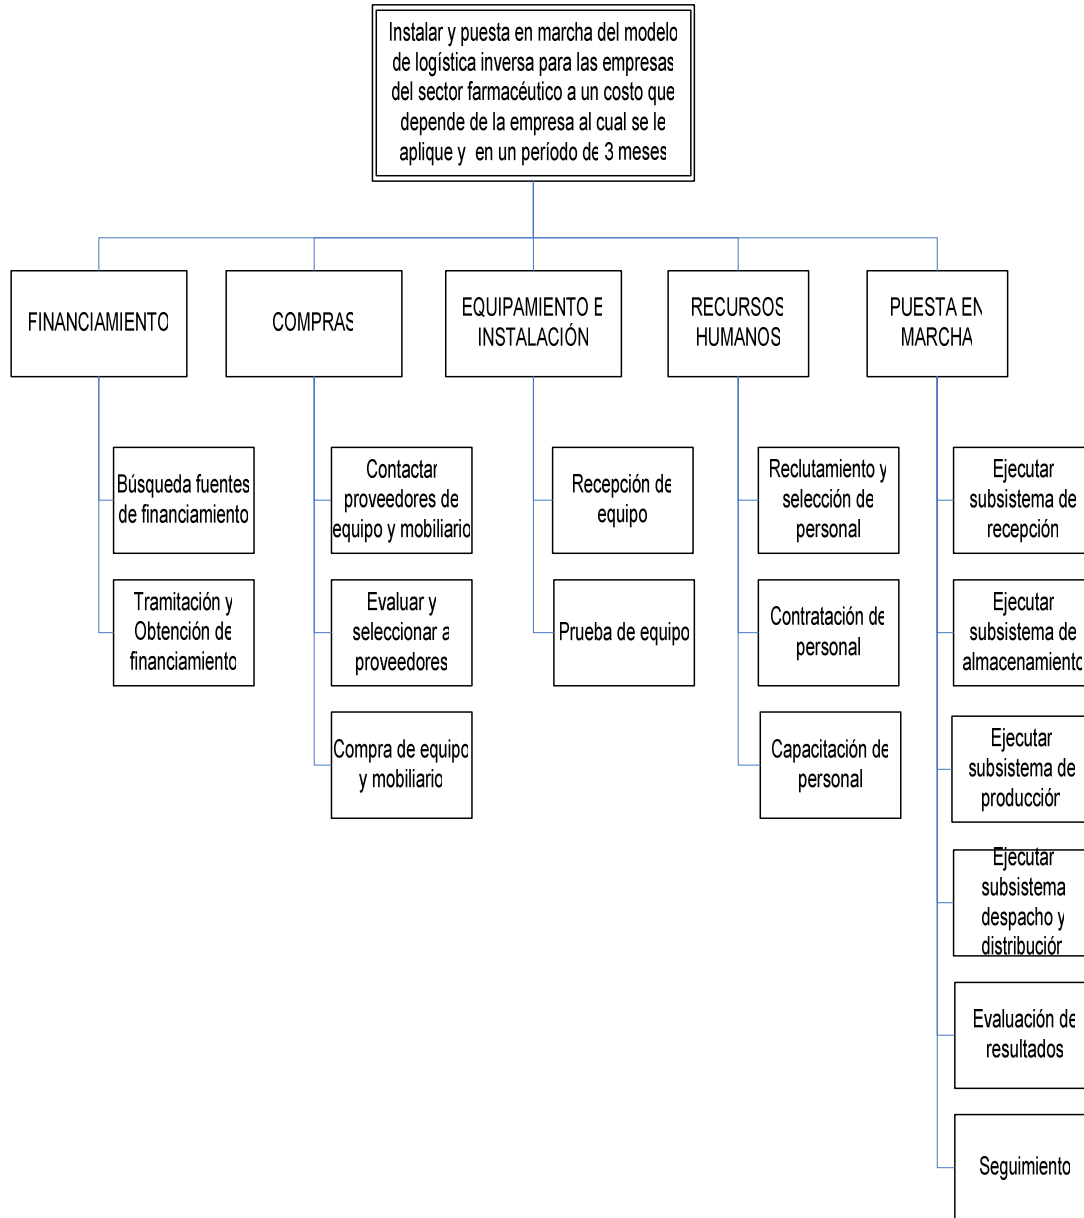 Instalar y puesta en marcha del modelo
de logística inversa para las empresas
del sector farmacéutico a un costo que
depende de la empresa al cual se le
aplique y en un período de 3 meses
FINANCIAMIENTO
COMPRAS
EQUIPAMIENTO E
INSTALACIÓN
RECURSOS
HUMANOS
PUESTA EN
MARCHA
Búsqueda fuentes
de financiamiento
Tramitación y
Obtención de
financiamiento
Contactar
proveedores de
equipo y mobiliario
Evaluar y
seleccionar a
proveedores
Compra de equipo
y mobiliario
Recepción de
equipo
Prueba de equipo
Reclutamiento y
selección de
personal
Contratación de
personal
Capacitación de
personal
Ejecutar
subsistema de
recepción
Ejecutar
subsistema de
almacenamiento
Ejecutar
subsistema de
producción
Ejecutar
subsistema
despacho y
distribución
Evaluación de
resultados
Seguimiento